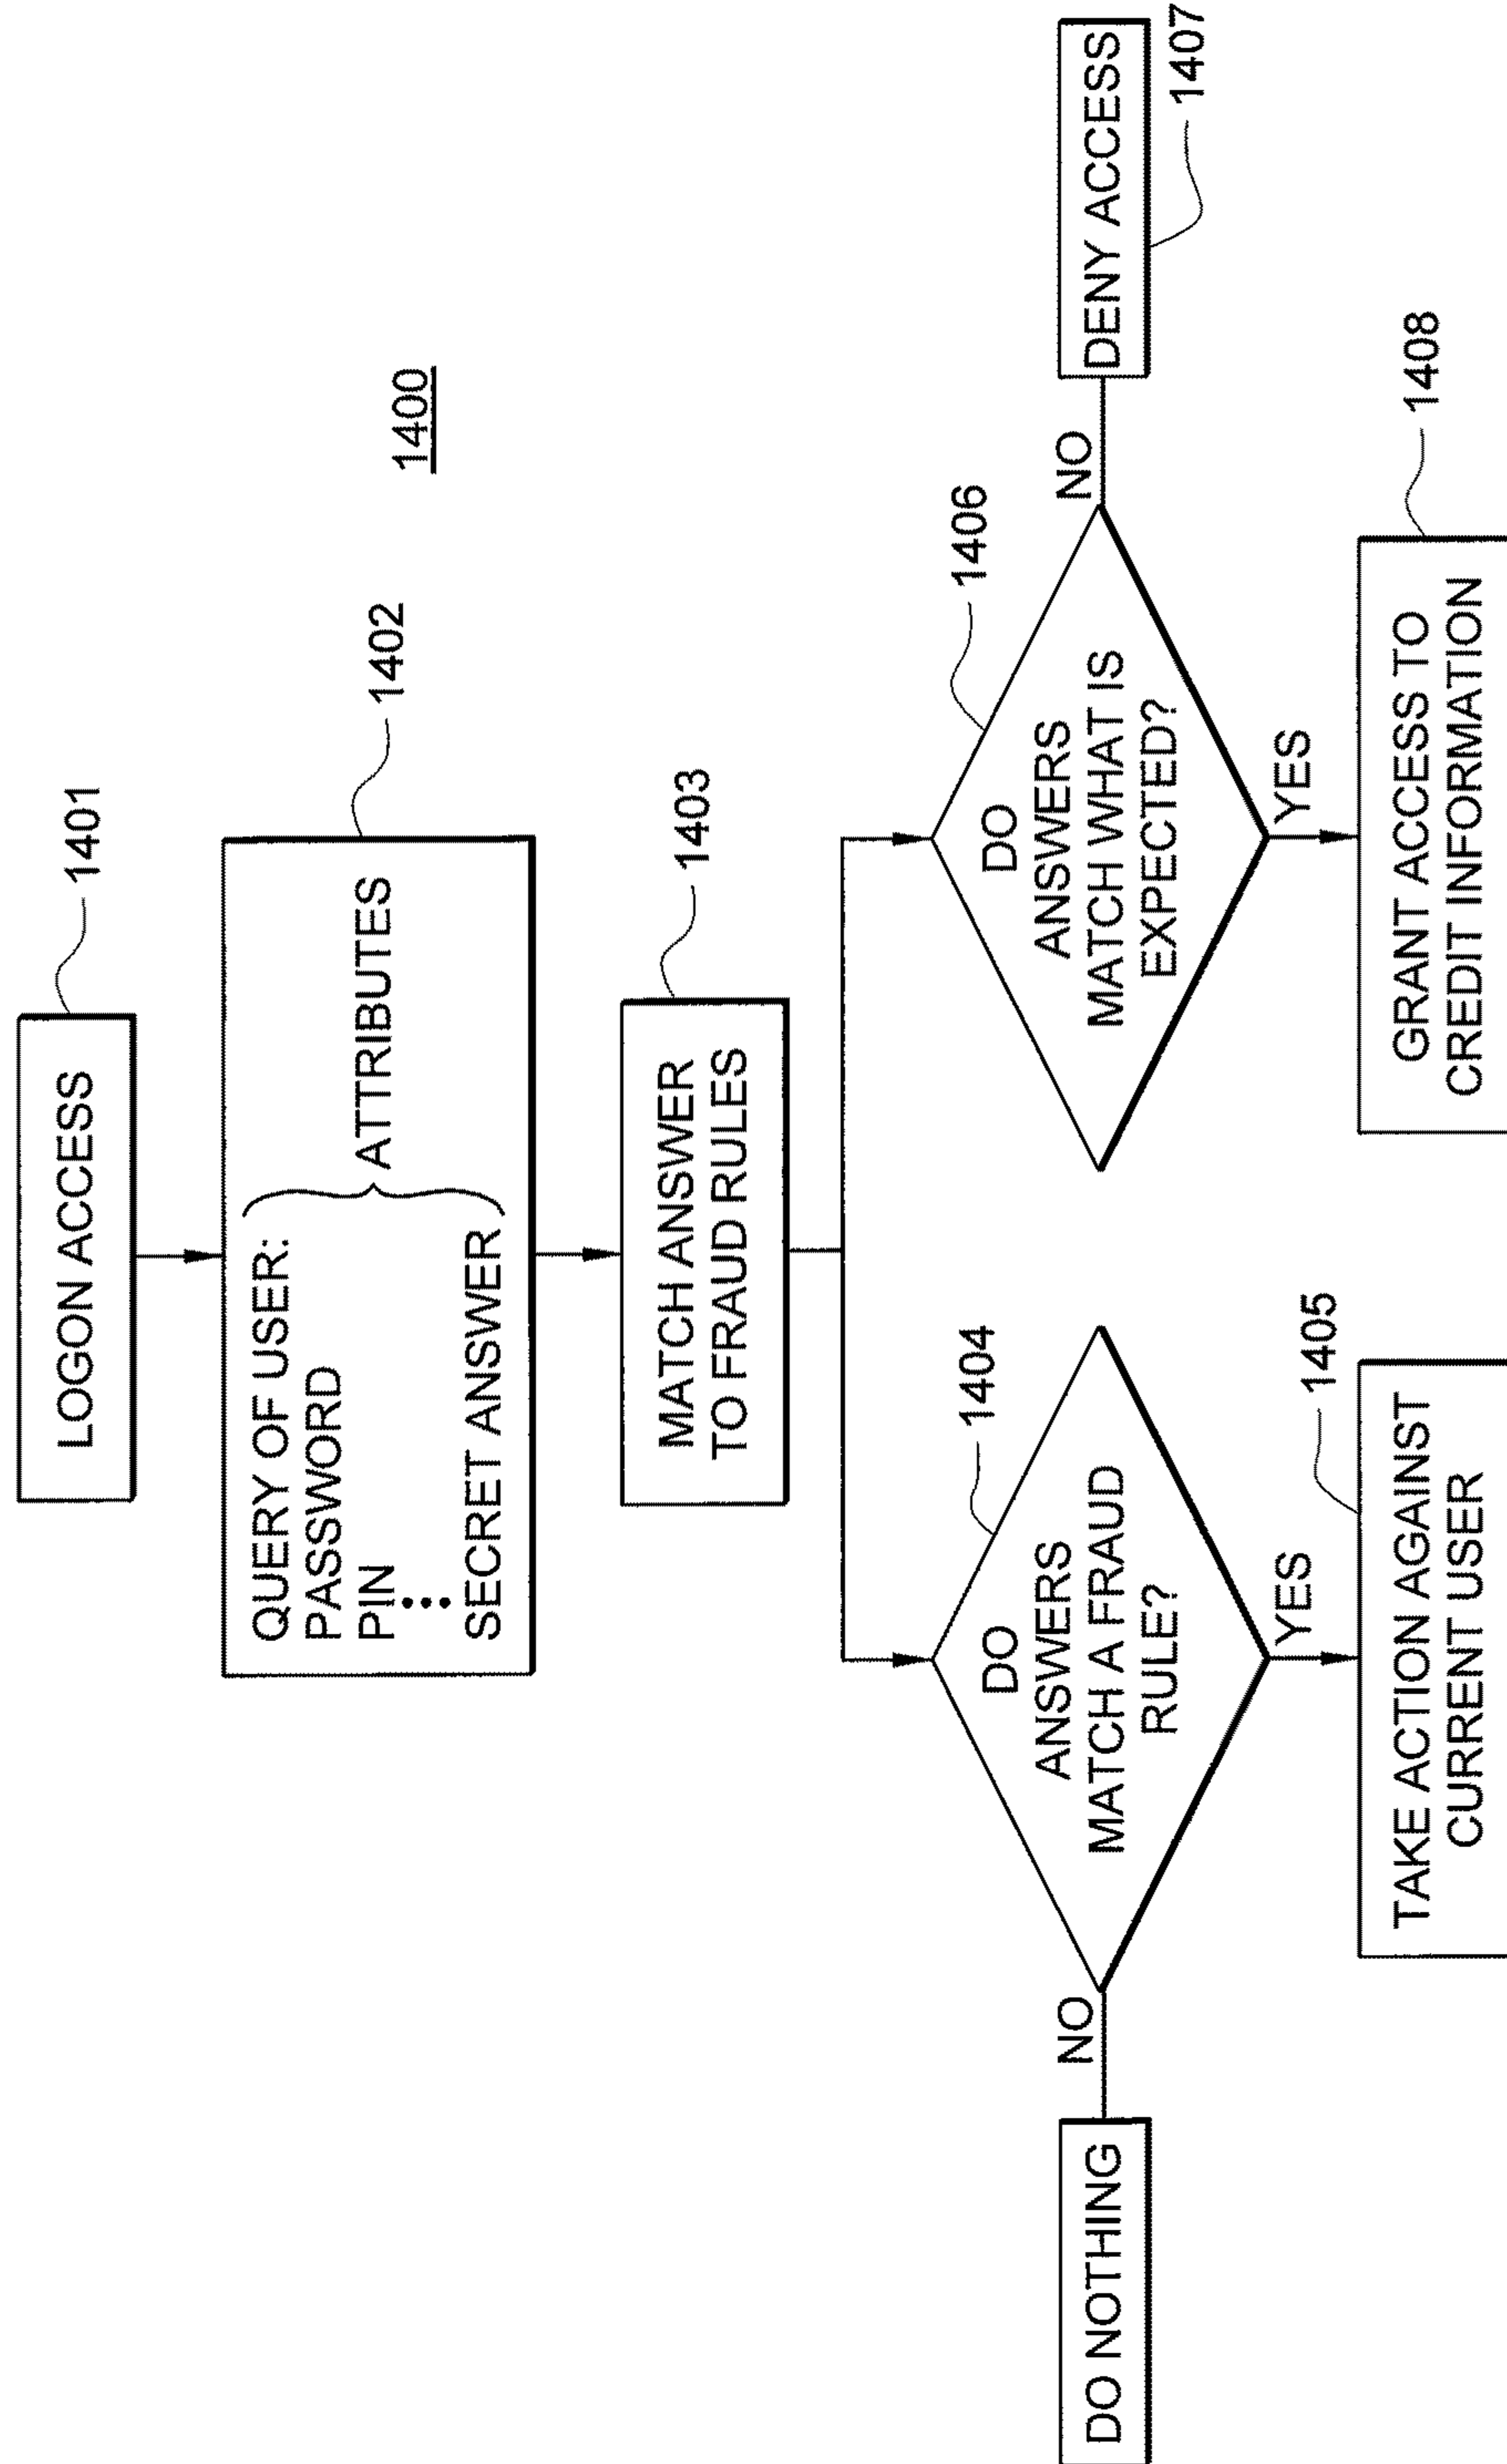 1400
LOGON ACCESS
1401
QUERY OF USER:
PASSWORD
PIN
SECRET ANSWER
ATTRIBUTES
1402
MATCH ANSWER
TO FRAUD RULES
1403
DO
ANSWERS
MATCH A FRAUD
RULE?
1404
NO
DO NOTHING
YES
TAKE ACTION AGAINST
CURRENT USER
1405
DO
ANSWERS
MATCH WHAT IS
EXPECTED?
1406
NO
DENY ACCESS
1407
YES
GRANT ACCESS TO
CREDIT INFORMATION
1408